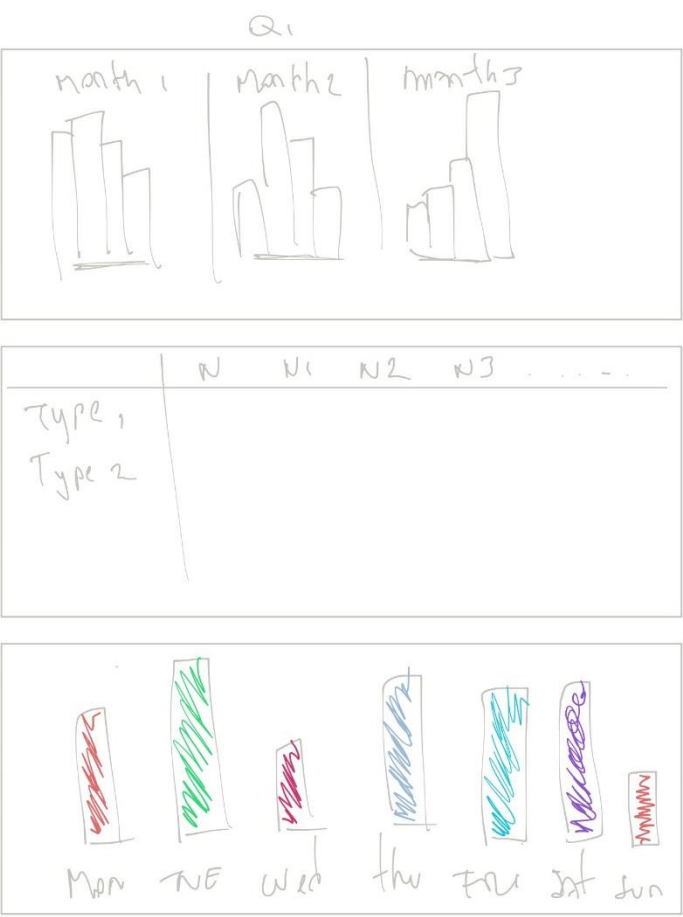 Q1
Month 1 Month2 month3
N N1 N2 N3 . . . - .
Type 1
Type 2
Mon TUE Wed thu FRI SAT Sun